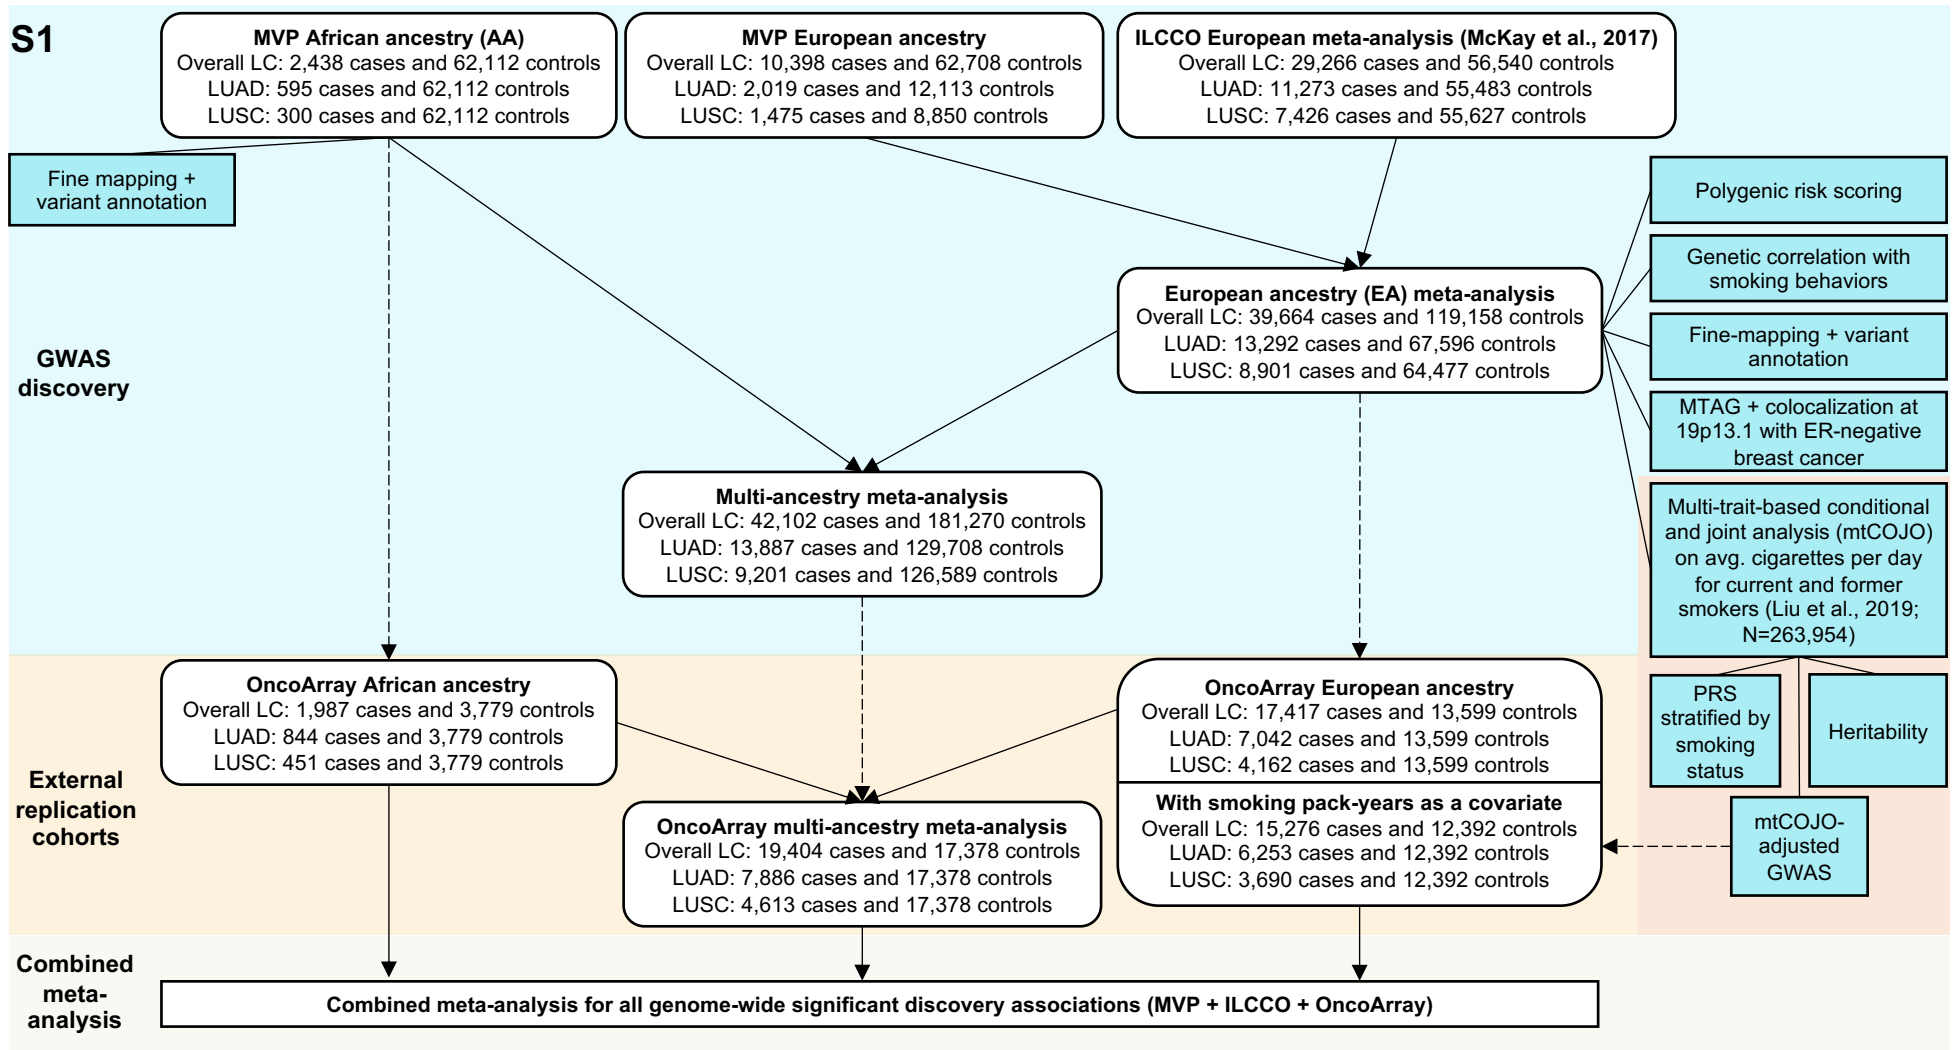 S1
MVP African ancestry (AA)
Overall LC: 2,438 cases and 62,112 controls
LUAD: 595 cases and 62,112 controls
LUSC: 300 cases and 62,112 controls
MVP European ancestry
Overall LC: 10,398 cases and 62,708 controls
LUAD: 2,019 cases and 12,113 controls
LUSC: 1,475 cases and 8,850 controls
ILCCO European meta-analysis (McKay et al., 2017)
Overall LC: 29,266 cases and 56,540 controls
LUAD: 11,273 cases and 55,483 controls
LUSC: 7,426 cases and 55,627 controls
Fine mapping +
variant annotation
Polygenic risk scoring
Genetic correlation with
smoking behaviors
Fine-mapping + variant
annotation
MTAG + colocalization at
19p13.1 with ER-negative
breast cancer
European ancestry (EA) meta-analysis
Overall LC: 39,664 cases and 119,158 controls
LUAD: 13,292 cases and 67,596 controls
LUSC: 8,901 cases and 64,477 controls
GWAS
discovery
Multi-ancestry meta-analysis
Overall LC: 42,102 cases and 181,270 controls
LUAD: 13,887 cases and 129,708 controls
LUSC: 9,201 cases and 126,589 controls
Multi-trait-based conditional
and joint analysis (mtCOJO)
on avg. cigarettes per day
for current and former
smokers (Liu et al., 2019;
N=263,954)
PRS
stratified by
smoking
status
Heritability
mtCOJO-
adjusted
GWAS
External
replication
cohorts
OncoArray African ancestry
Overall LC: 1,987 cases and 3,779 controls
LUAD: 844 cases and 3,779 controls
LUSC: 451 cases and 3,779 controls
OncoArray European ancestry
Overall LC: 17,417 cases and 13,599 controls
LUAD: 7,042 cases and 13,599 controls
LUSC: 4,162 cases and 13,599 controls
With smoking pack-years as a covariate
Overall LC: 15,276 cases and 12,392 controls
LUAD: 6,253 cases and 12,392 controls
LUSC: 3,690 cases and 12,392 controls
OncoArray multi-ancestry meta-analysis
Overall LC: 19,404 cases and 17,378 controls
LUAD: 7,886 cases and 17,378 controls
LUSC: 4,613 cases and 17,378 controls
Combined
meta-
analysis
Combined meta-analysis for all genome-wide significant discovery associations (MVP + ILCCO + OncoArray)